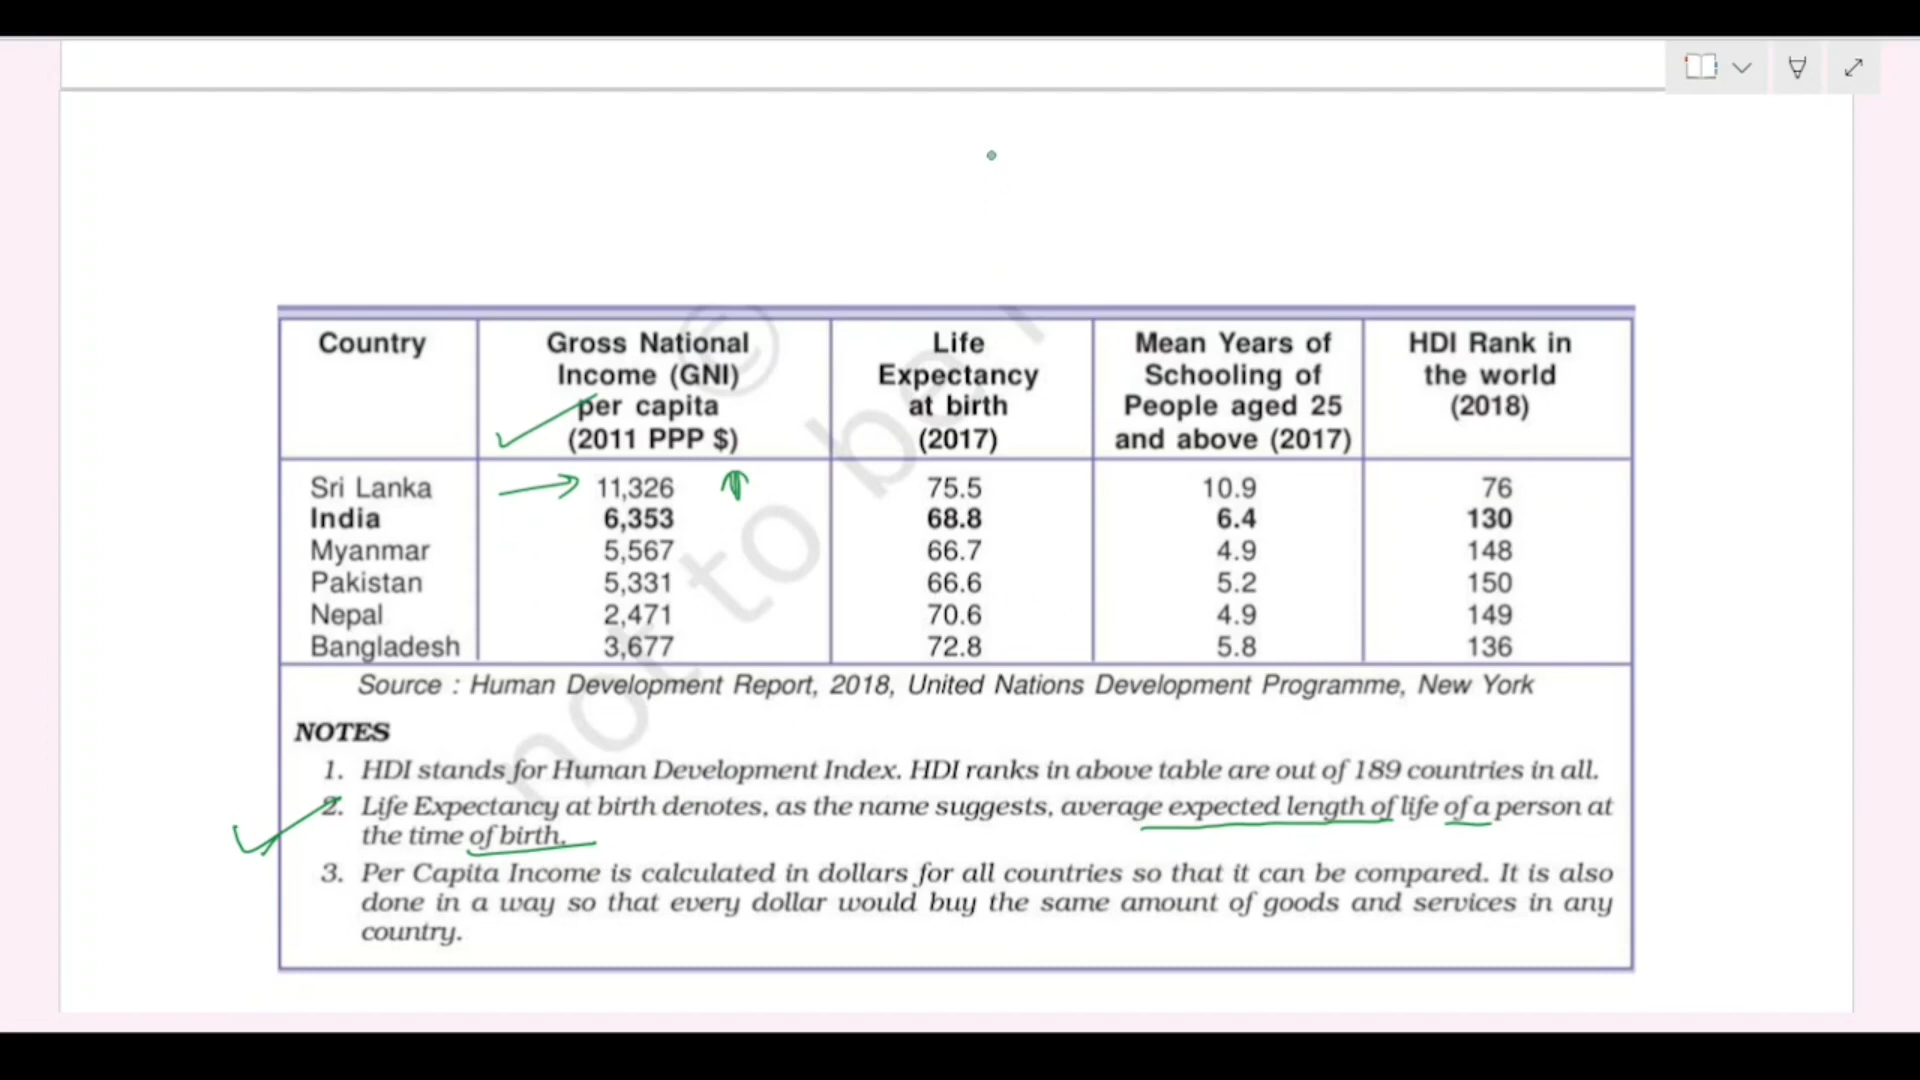 Country Gross National Income (GNI) per capita (2011 PPP $) Life Expectancy at birth (2017) Mean Years of Schooling of People aged 25 and above (2017) HDI Rank in the world (2018)
Sri Lanka 11,326 75.5 10.9 76
India 6,353 68.8 6.4 130
Myanmar 5,567 66.7 4.9 148
Pakistan 5,331 66.6 5.2 150
Nepal 2,471 70.6 4.9 149
Bangladesh 3,677 72.8 5.8 136
Source : Human Development Report, 2018, United Nations Development Programme, New York
NOTES
1. HDI stands for Human Development Index. HDI ranks in above table are out of 189 countries in all.
2. Life Expectancy at birth denotes, as the name suggests, average expected length of life of a person at
the time of birth.
3. Per Capita Income is calculated in dollars for all countries so that it can be compared. It is also
done in a way so that every dollar would buy the same amount of goods and services in any
country.
© not to be r